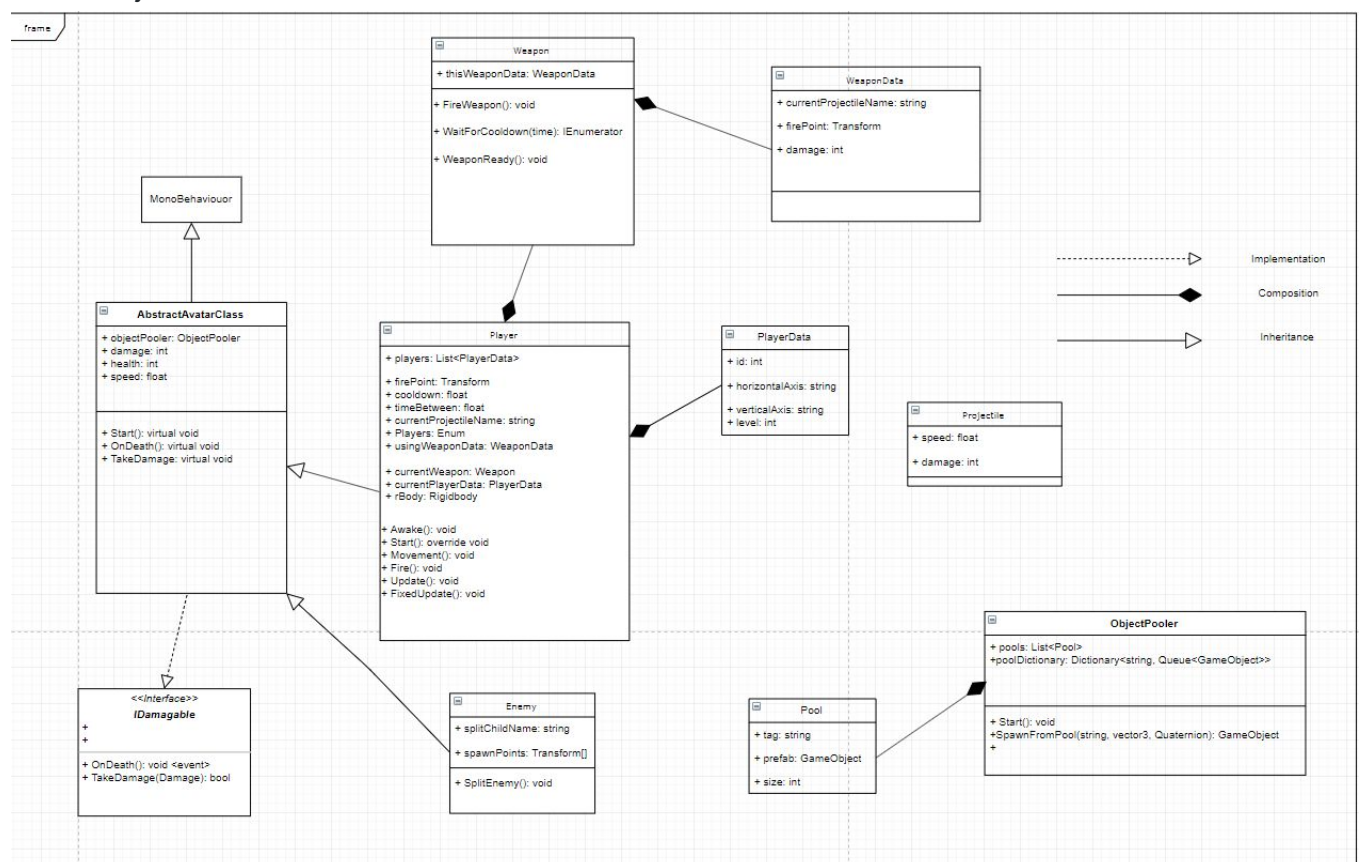 frame
Weapon
+ thisWeaponData: WeaponData
+ FireWeapon(): void
+ WaitForCooldown(time): IEnumerator
+ WeaponReady(): void
WeaponData
+ currentProjectileName: string
+ firePoint: Transform
+ damage: int
MonoBehaviouor
Implementation
Composition
Inheritance
AbstractAvatarClass
+ objectPooler: ObjectPooler
+ damage: int
+ health: int
+ speed: float
+ Start(): virtual void
+ OnDeath(): virtual void
+ TakeDamage: virtual void
Player
+ players: List<PlayerData>
+ firePoint: Transform
+ cooldown: float
+ timeBetween: float
+ currentProjectileName: string
+ Players: Enum
+ usingWeaponData: WeaponData
+ currentWeapon: Weapon
+ currentPlayerData: PlayerData
+ rBody: Rigidbody
+ Awake(): void
+ Start(): override void
+ Movement(): void
+ Fire(): void
+ Update(): void
+ FixedUpdate(): void
PlayerData
+ id: int
+ horizontalAxis: string
+ verticalAxis: string
+ level: int
Projectile
+ speed: float
+ damage: int
<<Interface>>
IDamagable
+
+
+ OnDeath(): void <event>
+ TakeDamage(Damage): bool
Enemy
+ splitChildName: string
+ spawnPoints: Transform[]
+ SplitEnemy(): void
Pool
+ tag: string
+ prefab: GameObject
+ size: int
ObjectPooler
+ pools: List<Pool>
+poolDictionary: Dictionary<string, Queue<GameObject>>
+ Start(): void
+SpawnFromPool(string, vector3, Quaternion): GameObject
+